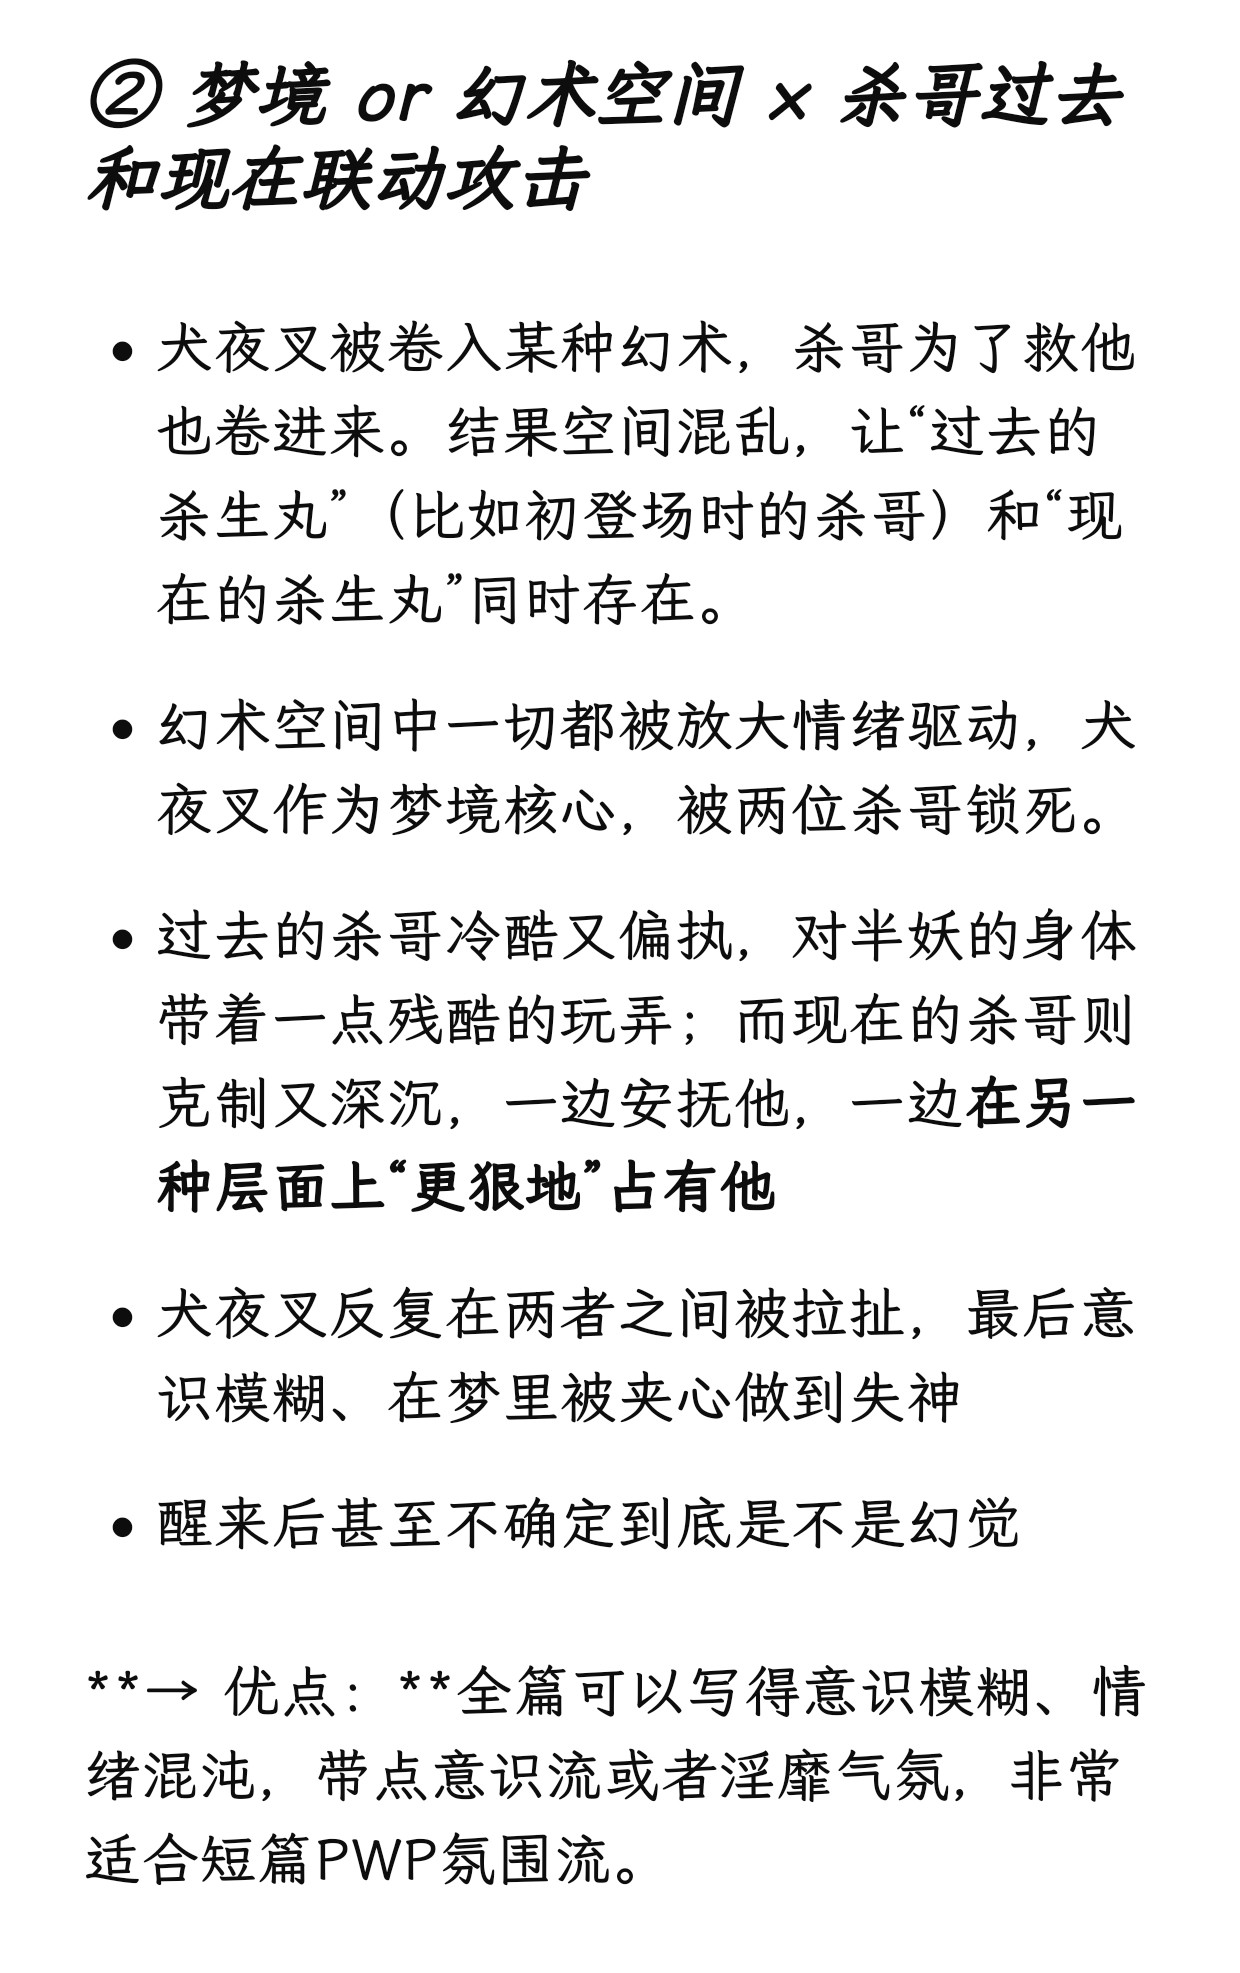 ② 梦境 or 幻术空间 × 杀哥过去
和现在联动攻击
• 犬夜叉被卷入某种幻术，杀哥为了救他
也卷进来。结果空间混乱，让“过去的
杀生丸”（比如初登场时的杀哥）和“现
在的杀生丸”同时存在。
• 幻术空间中一切都被放大情绪驱动，犬
夜叉作为梦境核心，被两位杀哥锁死。
• 过去的杀哥冷酷又偏执，对半妖的身体
带着一点残酷的玩弄；而现在的杀哥则
克制又深沉，一边安抚他，一边在另一
种层面上“更狠地”占有他
• 犬夜叉反复在两者之间被拉扯，最后意
识模糊、在梦里被夹心做到失神
• 醒来后甚至不确定到底是不是幻觉
**→ 优点：**全篇可以写得意识模糊、情
绪混沌，带点意识流或者淫靡气氛，非常
适合短篇PWP氛围流。